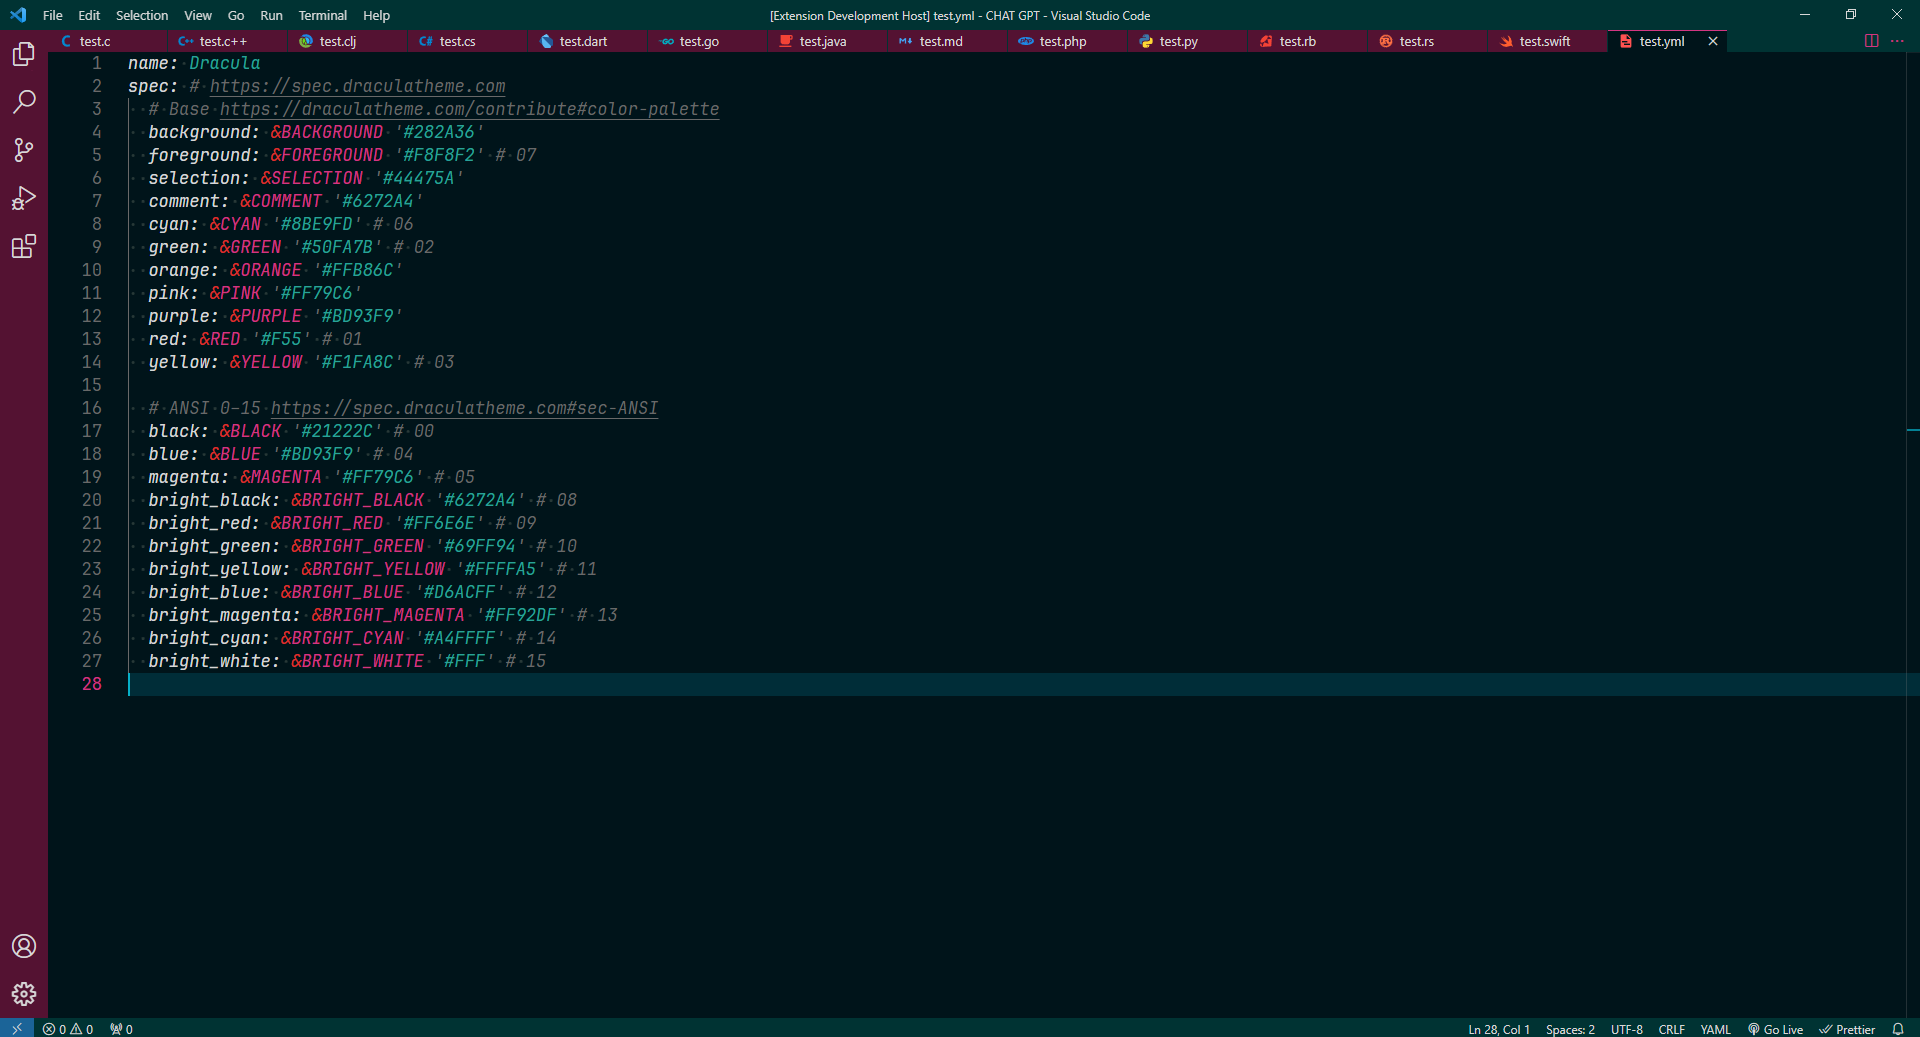 File Edit Selection View Go Run Terminal Help [Extension Development Host] test.yml - CHAT GPT - Visual Studio Code
test.c test.c++ test.clj test.cs test.dart test.go test.java test.md test.php test.py test.rb test.rs test.swift test.yml
1 name: Dracula
2 spec: # https://spec.draculatheme.com
3 # Base https://draculatheme.com/contribute#color-palette
4 background: &BACKGROUND '#282A36'
5 foreground: &FOREGROUND '#F8F8F2' # 07
6 selection: &SELECTION '#44475A'
7 comment: &COMMENT '#6272A4'
8 cyan: &CYAN '#8BE9FD' # 06
9 green: &GREEN '#50FA7B' # 02
10 orange: &ORANGE '#FFB86C'
11 pink: &PINK '#FF79C6'
12 purple: &PURPLE '#BD93F9'
13 red: &RED '#F55' # 01
14 yellow: &YELLOW '#F1FA8C' # 03
15
16 # ANSI 0-15 https://spec.draculatheme.com#sec-ANSI
17 black: &BLACK '#21222C' # 00
18 blue: &BLUE '#BD93F9' # 04
19 magenta: &MAGENTA '#FF79C6' # 05
20 bright_black: &BRIGHT_BLACK '#6272A4' # 08
21 bright_red: &BRIGHT_RED '#FF6E6E' # 09
22 bright_green: &BRIGHT_GREEN '#69FF94' # 10
23 bright_yellow: &BRIGHT_YELLOW '#FFFFA5' # 11
24 bright_blue: &BRIGHT_BLUE '#D6ACFF' # 12
25 bright_magenta: &BRIGHT_MAGENTA '#FF92DF' # 13
26 bright_cyan: &BRIGHT_CYAN '#A4FFFF' # 14
27 bright_white: &BRIGHT_WHITE '#FFF' # 15
28
0 0 0 Ln 28, Col 1 Spaces: 2 UTF-8 CRLF YAML Go Live Prettier